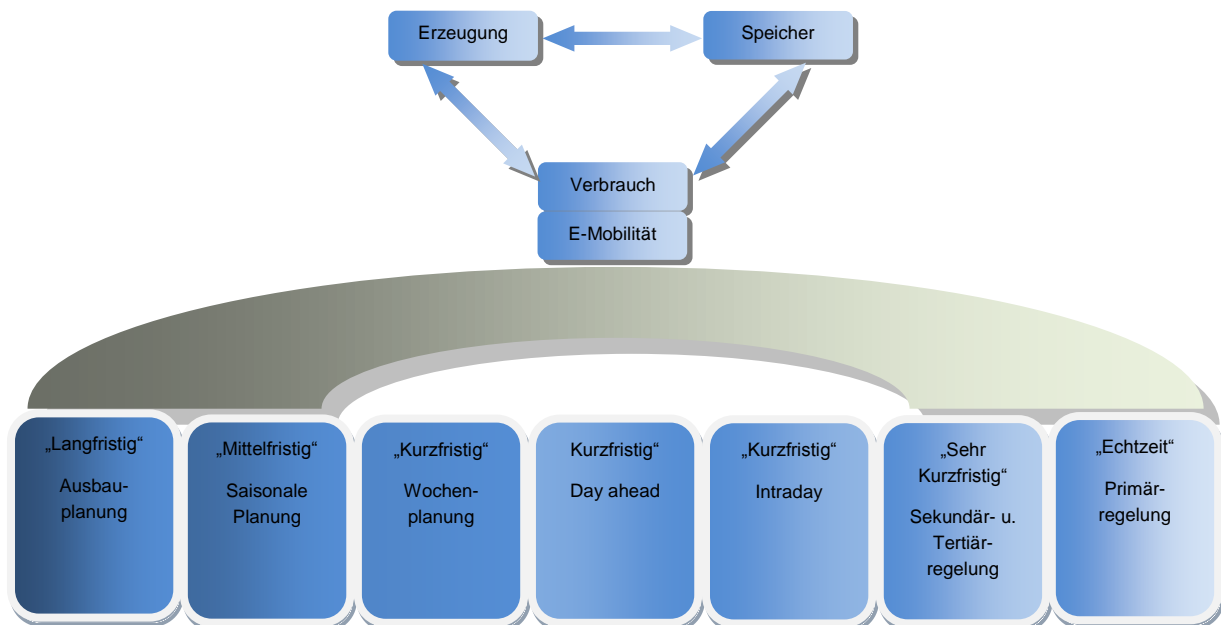 Erzeugung
Speicher
Verbrauch
E-Mobilität
„Langfristig“
Ausbau-
planung
„Mittelfristig“
Saisonale
Planung
„Kurzfristig“
Wochen-
planung
Kurzfristig“
Day ahead
„Kurzfristig“
Intraday
„Sehr
Kurzfristig“
Sekundär- u.
Tertiär-
regelung
„Echtzeit“
Primär-
regelung